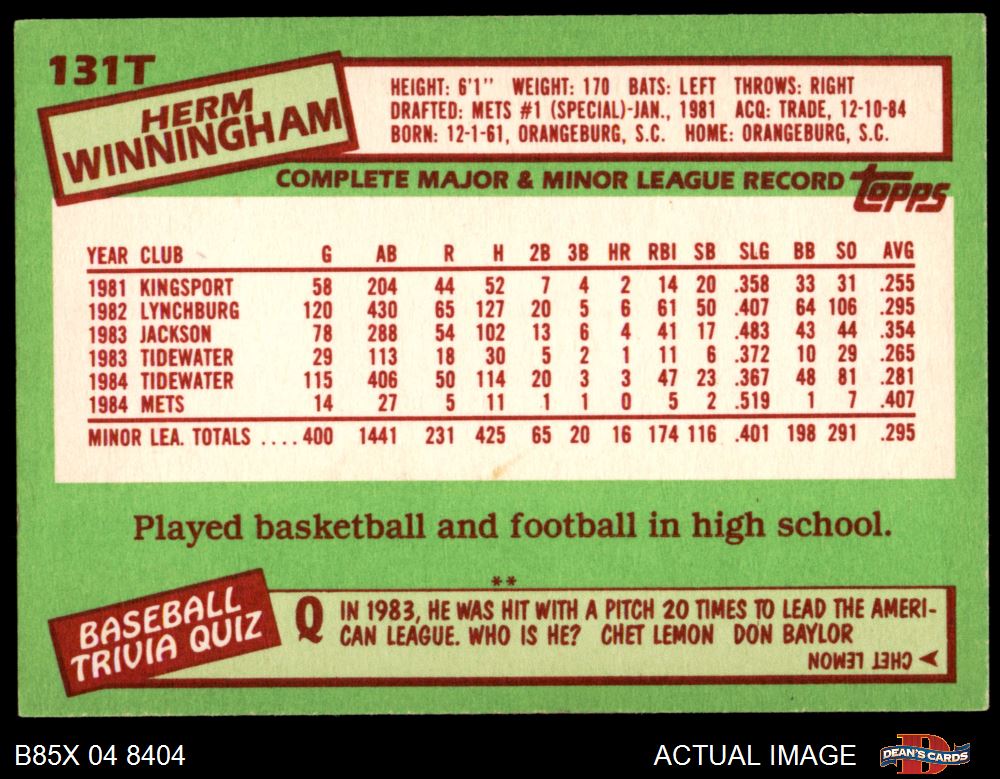 131T
HERM
WINNINGHAM
HEIGHT: 6'1" WEIGHT: 170 BATS: LEFT THROWS: RIGHT
DRAFTED: METS #1 (SPECIAL)-JAN., 1981 ACQ: TRADE, 12-10-84
BORN: 12-1-61, ORANGEBURG, S.C. HOME: ORANGEBURG, S.C.
COMPLETE MAJOR & MINOR LEAGUE RECORD topps
YEAR CLUB G AB R H 2B 3B HR RBI SB SLG BB SO AVG
1981 KINGSPORT 58 204 44 52 7 4 2 14 20 .358 33 31 .255
1982 LYNCHBURG 120 430 65 127 20 5 6 61 50 .407 64 106 .295
1983 JACKSON 78 288 54 102 13 6 4 41 17 .483 43 44 .354
1983 TIDEWATER 29 113 18 30 5 2 1 11 6 .372 10 29 .265
1984 TIDEWATER 115 406 50 114 20 3 3 47 23 .367 48 81 .281
1984 METS 14 27 5 11 1 1 0 5 2 .519 1 7 .407
MINOR LEA. TOTALS .... 400 1441 231 425 65 20 16 174 116 .401 198 291 .295
Played basketball and football in high school.
**
BASEBALL
TRIVIA QUIZ
Q IN 1983, HE WAS HIT WITH A PITCH 20 TIMES TO LEAD THE AMERI-
CAN LEAGUE. WHO IS HE? CHET LEMON DON BAYLOR
CHET LEMON
B85X 04 8404 ACTUAL IMAGE DEAN'S CARDS